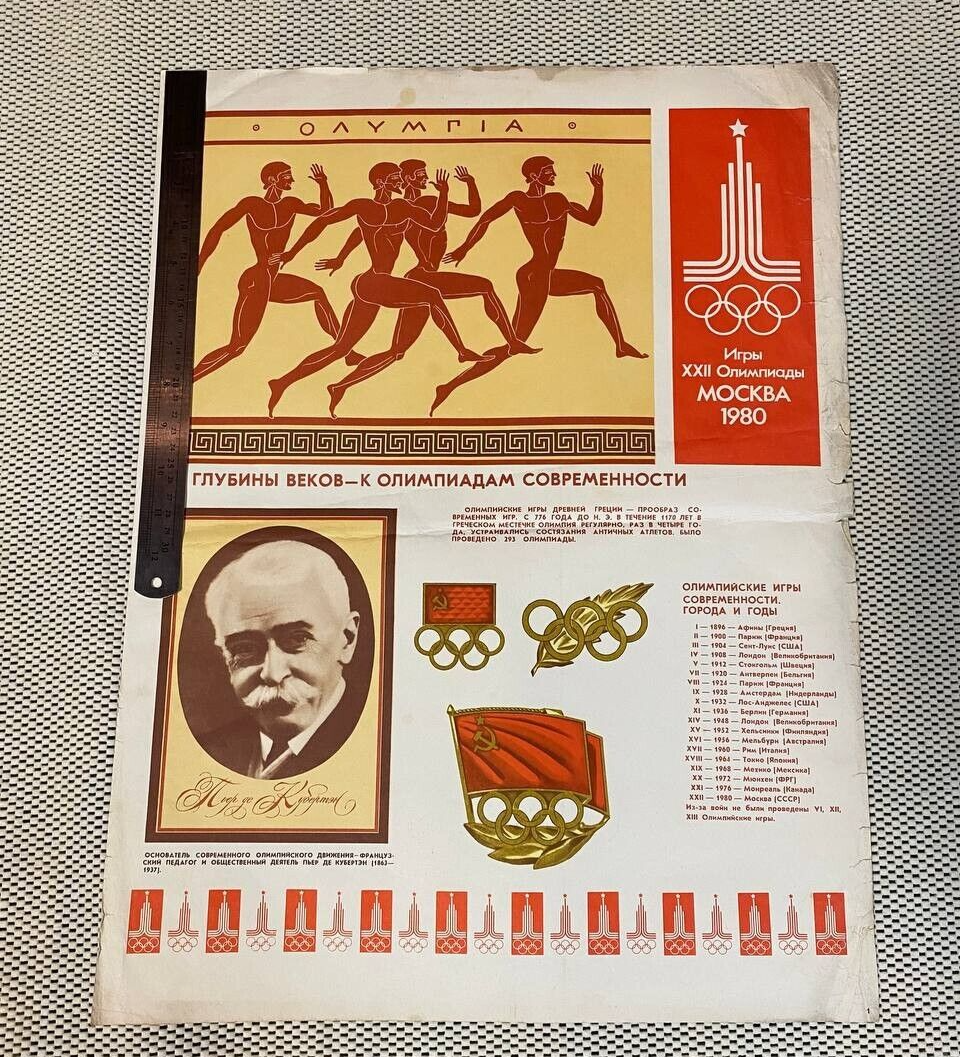 ΟΛΥΜΠΙΑ
Игры
XXII Олимпиады
МОСКВА
1980
ГЛУБИНЫ ВЕКОВ—К ОЛИМПИАДАМ СОВРЕМЕННОСТИ
ОЛИМПИЙСКИЕ ИГРЫ ДРЕВНЕЙ ГРЕЦИИ — ПРООБРАЗ СО-
ВРЕМЕННЫХ ИГР. С 776 ГОДА ДО Н. Э. В ТЕЧЕНИЕ 1170 ЛЕТ В
ГРЕЧЕСКОМ МЕСТЕЧКЕ ОЛИМПИЯ РЕГУЛЯРНО, РАЗ В ЧЕТЫРЕ ГО-
ДА, УСТРАИВАЛИСЬ СОСТЯЗАНИЯ АНТИЧНЫХ АТЛЕТОВ. БЫЛО
ПРОВЕДЕНО 293 ОЛИМПИАДЫ.
Пьер де Кубертэн
ОСНОВАТЕЛЬ СОВРЕМЕННОГО ОЛИМПИЙСКОГО ДВИЖЕНИЯ—ФРАНЦУЗ-
СКИЙ ПЕДАГОГ И ОБЩЕСТВЕННЫЙ ДЕЯТЕЛЬ ПЬЕР ДЕ КУБЕРТЭН (1863—
1937).
ОЛИМПИЙСКИЕ ИГРЫ
СОВРЕМЕННОСТИ.
ГОРОДА И ГОДЫ
I — 1896 — Афины (Греция)
II — 1900 — Париж (Франция)
III — 1904 — Сент-Луис (США)
IV — 1908 — Лондон (Великобритания)
V — 1912 — Стокгольм (Швеция)
VII — 1920 — Антверпен (Бельгия)
VIII — 1924 — Париж (Франция)
IX — 1928 — Амстердам (Нидерланды)
X — 1932 — Лос-Анджелес (США)
XI — 1936 — Берлин (Германия)
XIV — 1948 — Лондон (Великобритания)
XV — 1952 — Хельсинки (Финляндия)
XVI — 1956 — Мельбурн (Австралия)
XVII — 1960 — Рим (Италия)
XVIII — 1964 — Токио (Япония)
XIX — 1968 — Мехико (Мексика)
XX — 1972 — Мюнхен (ФРГ)
XXI — 1976 — Монреаль (Канада)
XXII — 1980 — Москва (СССР)
Из-за войн не были проведены VI, XII,
XIII Олимпийские игры.